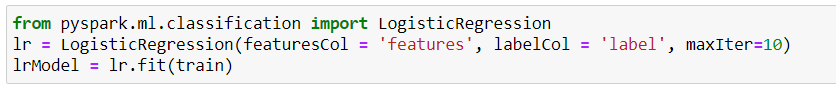 from pyspark.ml.classification import LogisticRegression
lr = LogisticRegression(featuresCol = 'features', labelCol = 'label', maxIter=10)
lrModel = lr.fit(train)